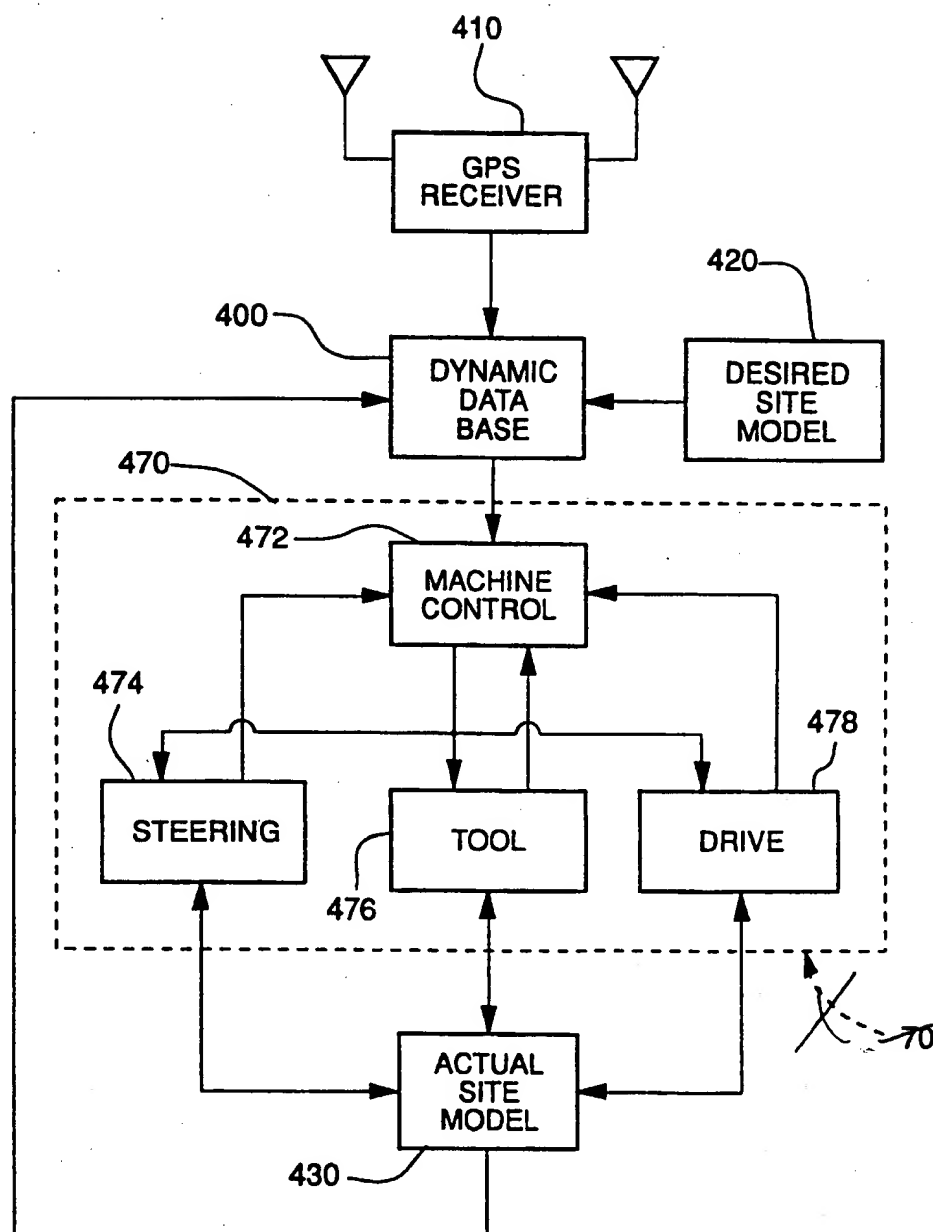 410
GPS
RECEIVER
420
400
DYNAMIC
DATA
BASE
DESIRED
SITE
MODEL
470
472
MACHINE
CONTROL
474
478
STEERING
TOOL
DRIVE
476
70
ACTUAL
SITE
MODEL
430